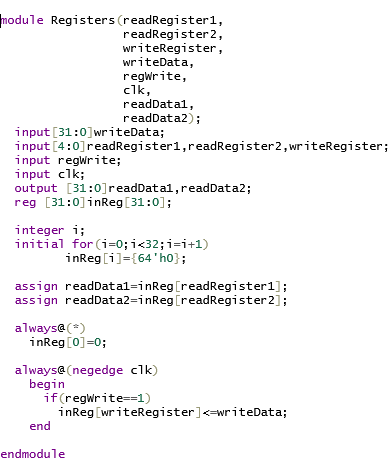 module Registers(readRegister1,
readRegister2,
writeRegister,
writeData,
regWrite,
clk,
readData1,
readData2);
input[31:0]writeData;
input[4:0]readRegister1,readRegister2,writeRegister;
input regWrite;
input clk;
output [31:0]readData1,readData2;
reg [31:0]inReg[31:0];
integer i;
initial for(i=0;i<32;i=i+1)
inReg[i]={64'h0};
assign readData1=inReg[readRegister1];
assign readData2=inReg[readRegister2];
always@(*)
inReg[0]=0;
always@(negedge clk)
begin
if(regWrite==1)
inReg[writeRegister]<=writeData;
end
endmodule